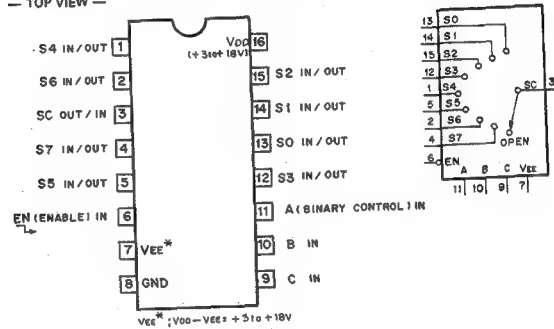 — TOP VIEW —
S4 IN/OUT 1
S6 IN/OUT 2
SC OUT/IN 3
S7 IN/OUT 4
S5 IN/OUT 5
EN (ENABLE) IN 6
7 VEE*
8 GND
VDD 16
(+3to+18V)
15 S2 IN/OUT
14 S1 IN/OUT
13 S0 IN/OUT
12 S3 IN/OUT
11 A(BINARY CONTROL) IN
10 B IN
9 C IN
VEE* ; VDD-VEE= +3 to +18V
13 S0
14 S1
15 S2
12 S3
1 S4
5 S5
2 S6
4 S7
SC 3
OPEN
6 EN
A B C VEE
11 10 9 7